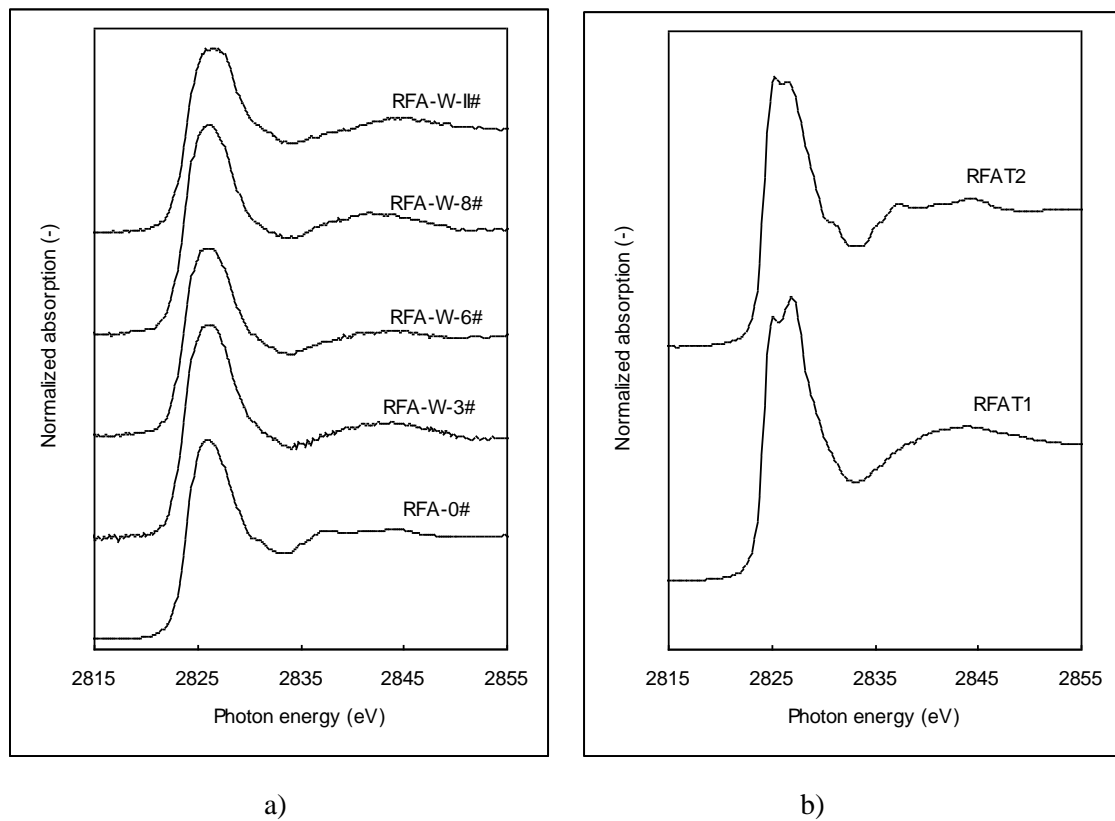 Normalized absorption (-)
RFA-W-II#
RFA-W-8#
RFA-W-6#
RFA-W-3#
RFA-0#
2815 2825 2835 2845 2855
Photon energy (eV)
a)
Normalized absorption (-)
RFAT2
RFAT1
2815 2825 2835 2845 2855
Photon energy (eV)
b)